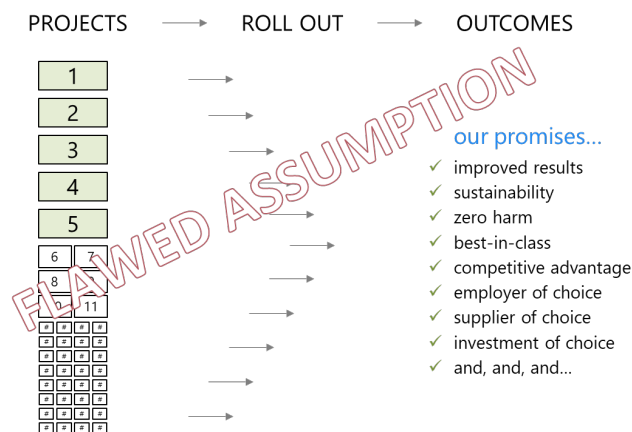 PROJECTS ROLL OUT OUTCOMES
1
2
3
4
5
6 7
8
11
# # # #
# # # #
# # # #
# # # #
# # # #
# # # #
# # # #
# # # #
FLAWED ASSUMPTION
our promises...
✓ improved results
✓ sustainability
✓ zero harm
✓ best-in-class
✓ competitive advantage
✓ employer of choice
✓ supplier of choice
✓ investment of choice
✓ and, and, and...